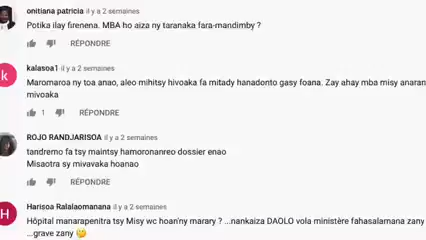 onitiana patricia il y a 2 semaines
Potika ilay firenena. MBA ho aiza ny taranaka fara-mandimby ?
RÉPONDRE
k
kalasoa1 il y a 2 semaines
Maromaroa ny toa anao, aleo mihitsy hivoaka fa mitady hanadonto gasy foana. Zay ahay mba misy anaran
mivoaka
1 RÉPONDRE
ROJO RANDJARISOA il y a 2 semaines
tandremo fa tsy maintsy hamoronanreo dossier enao
Misaotra sy mivavaka hoanao
RÉPONDRE
H
Harisoa Ralalaomanana il y a 2 semaines
Hôpital manarapenitra tsy Misy wc hoan'ny marary ? ...nankaiza DAOLO vola ministère fahasalamana zany
...grave zany 🤔